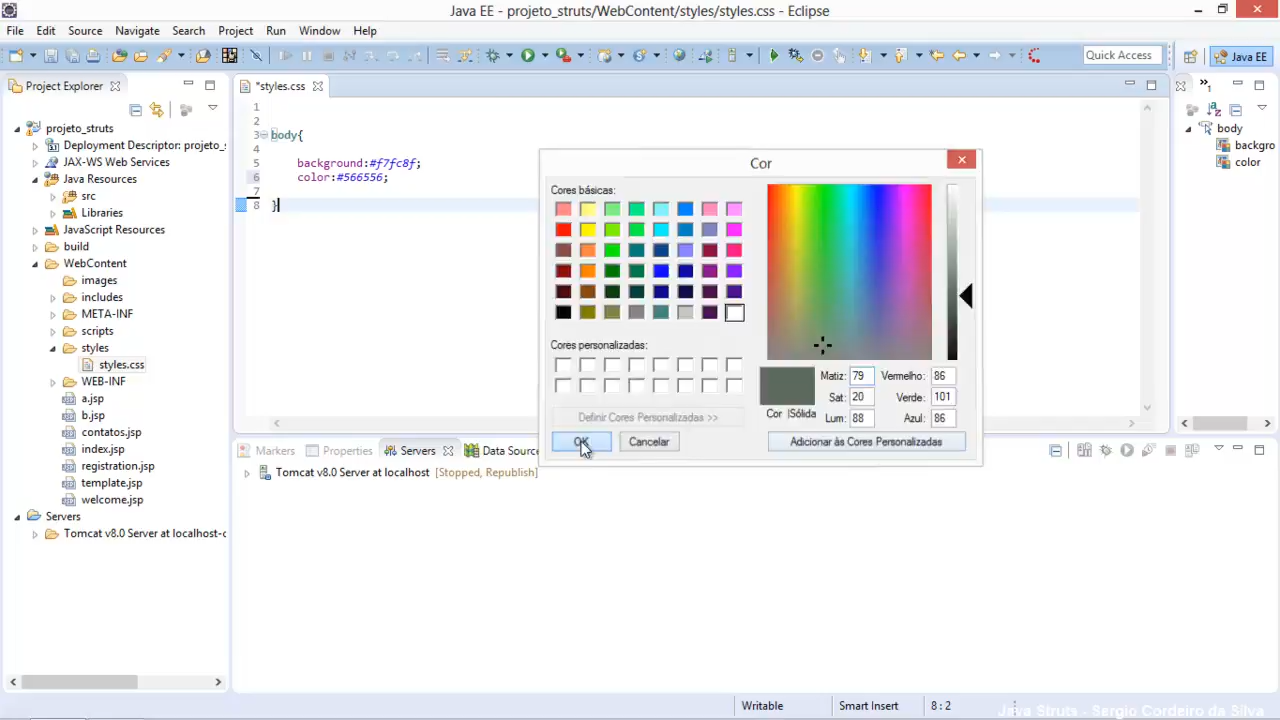 Java EE - projeto_struts/WebContent/styles/styles.css - Eclipse
File Edit Source Navigate Search Project Run Window Help
Quick Access
Java EE
Project Explorer
projeto_struts
Deployment Descriptor: projeto_
JAX-WS Web Services
Java Resources
src
Libraries
JavaScript Resources
build
WebContent
images
includes
META-INF
scripts
styles
styles.css
WEB-INF
a.jsp
b.jsp
contatos.jsp
index.jsp
registration.jsp
template.jsp
welcome.jsp
Servers
Tomcat v8.0 Server at localhost-c
*styles.css
1
2
3 body{
4
5 background:#f7fc8f;
6 color:#566556;
7
8 }
Cor
Cores básicas:
Cores personalizadas:
Definir Cores Personalizadas >>
OK Cancelar
Cor |Sólida
Matiz: 79 Vermelho: 86
Sat: 20 Verde: 101
Lum: 88 Azul: 86
Adicionar às Cores Personalizadas
1
body
backgro
color
Markers Properties Servers Data Source
Tomcat v8.0 Server at localhost [Stopped, Republish]
Writable Smart Insert 8 : 2
Java Struts - Sergio Cordeiro da Silva